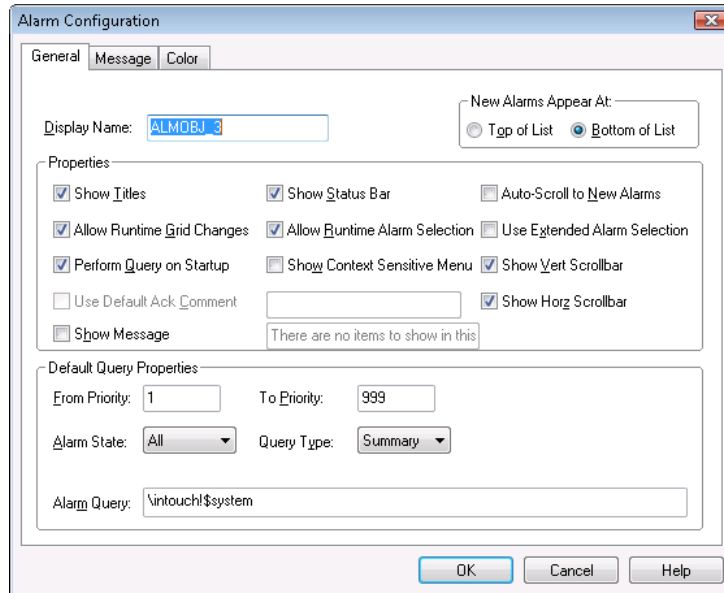 Alarm Configuration
General Message Color
New Alarms Appear At:
Display Name: ALMOBJ_3 Top of List Bottom of List
Properties
Show Titles Show Status Bar Auto-Scroll to New Alarms
Allow Runtime Grid Changes Allow Runtime Alarm Selection Use Extended Alarm Selection
Perform Query on Startup Show Context Sensitive Menu Show Vert Scrollbar
Use Default Ack Comment Show Horz Scrollbar
Show Message There are no items to show in this
Default Query Properties
From Priority: 1 To Priority: 999
Alarm State: All Query Type: Summary
Alarm Query: \intouch!$system
OK Cancel Help